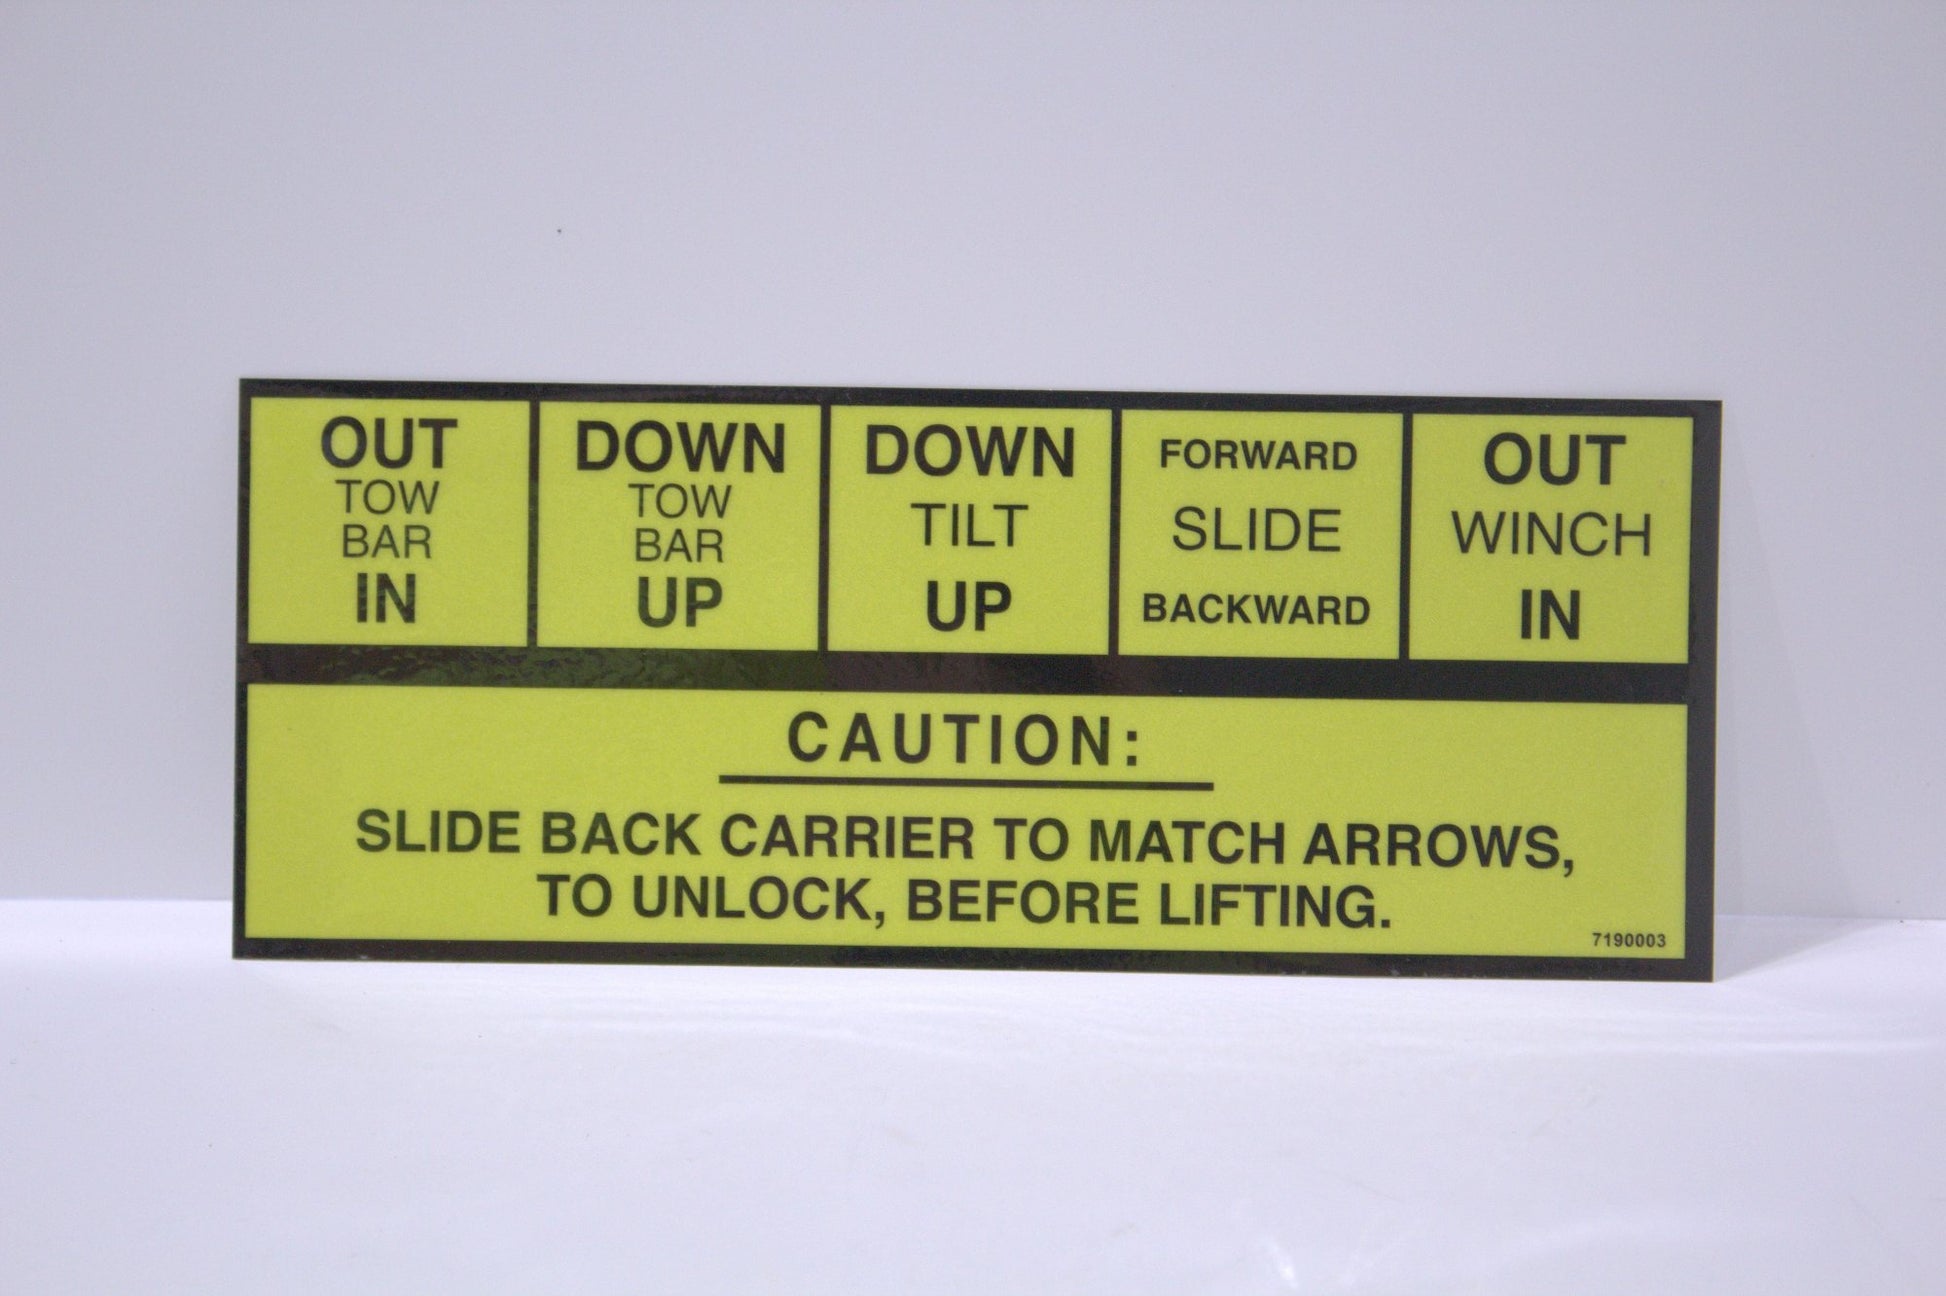 OUT
TOW
BAR
IN
DOWN
TOW
BAR
UP
DOWN
TILT
UP
FORWARD
SLIDE
BACKWARD
OUT
WINCH
IN
CAUTION:
SLIDE BACK CARRIER TO MATCH ARROWS,
TO UNLOCK, BEFORE LIFTING.
7190003